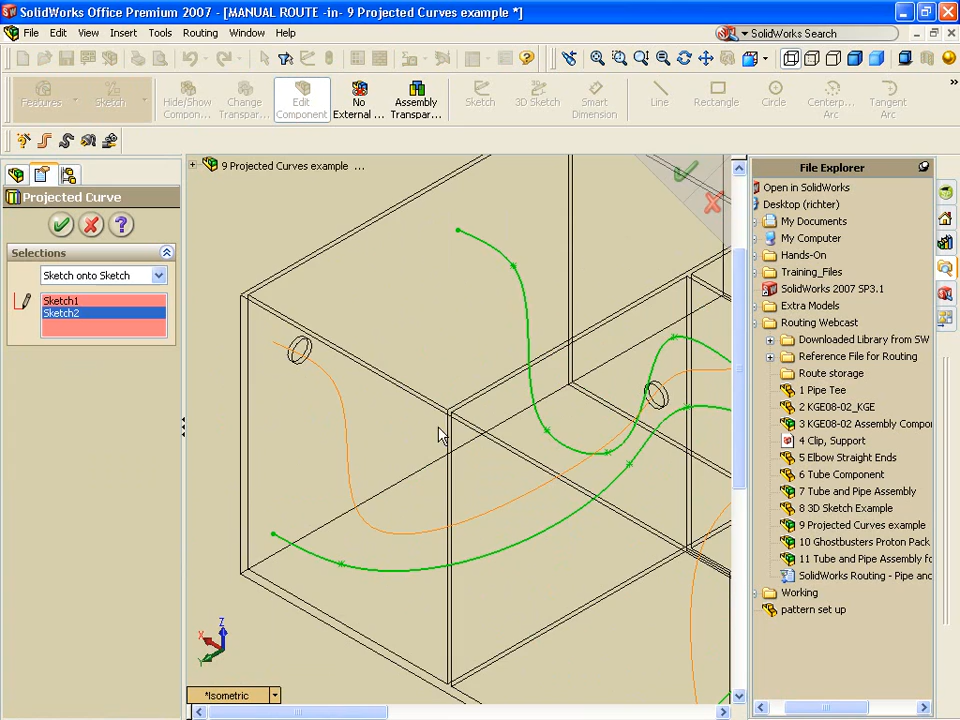 SolidWorks Office Premium 2007 - [MANUAL ROUTE -in- 9 Projected Curves example *]
File Edit View Insert Tools Routing Window Help
SolidWorks Search
Features
Sketch
Hide/Show Compon...
Change Transpar...
Edit Component
No External ...
Assembly Transpar...
Sketch
3D Sketch
Smart Dimension
Line
Rectangle
Circle
Centerp... Arc
Tangent Arc
Projected Curve
Selections
Sketch onto Sketch
Sketch1
Sketch2
9 Projected Curves example ...
Z
X
Y
*Isometric
File Explorer
Open in SolidWorks
Desktop (richter)
My Documents
My Computer
Hands-On
Training_Files
SolidWorks 2007 SP3.1
Extra Models
Routing Webcast
Downloaded Library from SW
Reference File for Routing
Route storage
1 Pipe Tee
2 KGE08-02_KGE
3 KGE08-02 Assembly Compo
4 Clip, Support
5 Elbow Straight Ends
6 Tube Component
7 Tube and Pipe Assembly
8 3D Sketch Example
9 Projected Curves example
10 Ghostbusters Proton Pack
11 Tube and Pipe Assembly fo
SolidWorks Routing - Pipe and
Working
pattern set up